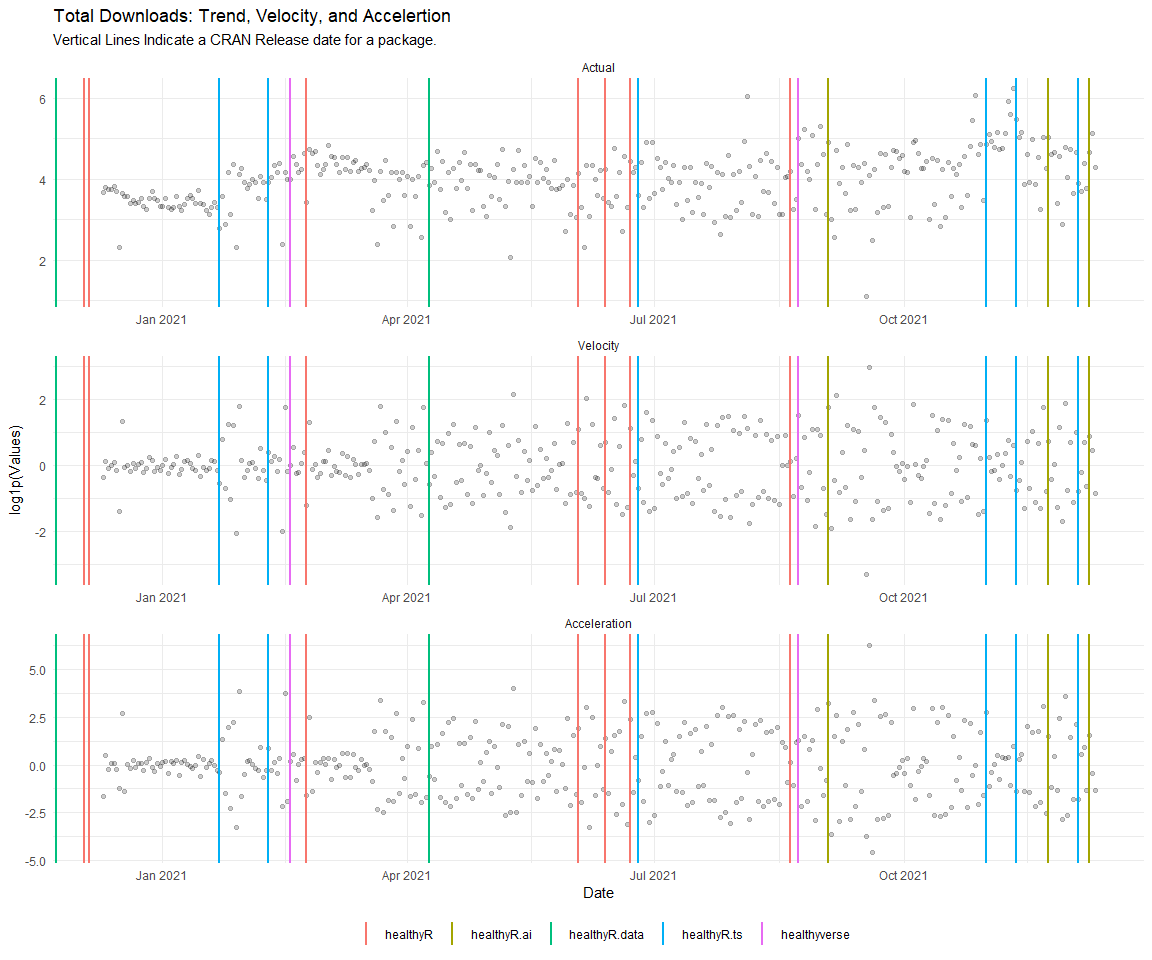 Total Downloads: Trend, Velocity, and Accelertion
Vertical Lines Indicate a CRAN Release date for a package.
Actual
6
4
2
Jan 2021 Apr 2021 Jul 2021 Oct 2021
Velocity
log1p(Values)
2
0
-2
Jan 2021 Apr 2021 Jul 2021 Oct 2021
Acceleration
5.0
2.5
0.0
-2.5
-5.0
Jan 2021 Apr 2021 Jul 2021 Oct 2021
Date
healthyR healthyR.ai healthyR.data healthyR.ts healthyverse